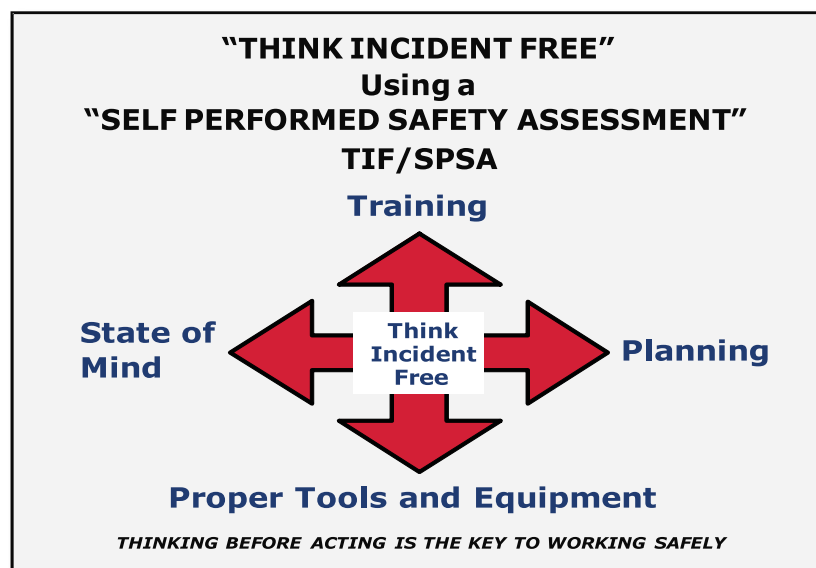 “THINK INCIDENT FREE”
Using a
“SELF PERFORMED SAFETY ASSESSMENT”
TIF/SPSA
Training
State of
Mind
Think
Incident
Free
Planning
Proper Tools and Equipment
THINKING BEFORE ACTING IS THE KEY TO WORKING SAFELY